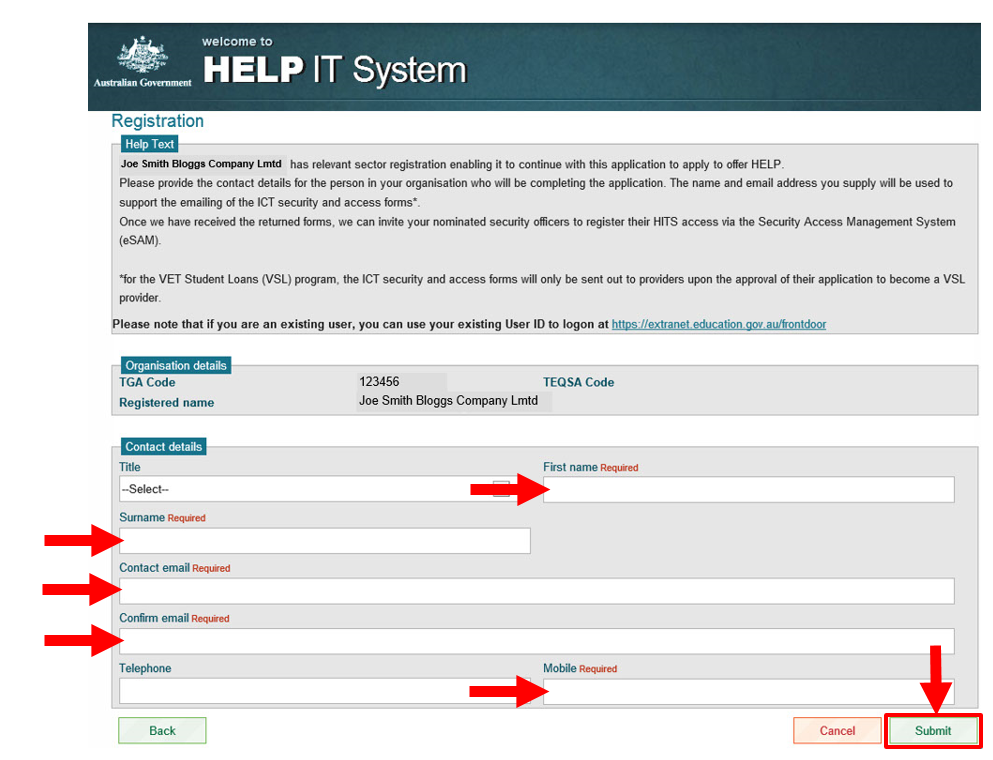 Australian Government
welcome to
HELP IT System
Registration
Help Text
Joe Smith Bloggs Company Lmtd has relevant sector registration enabling it to continue with this application to apply to offer HELP.
Please provide the contact details for the person in your organisation who will be completing the application. The name and email address you supply will be used to
support the emailing of the ICT security and access forms*.
Once we have received the returned forms, we can invite your nominated security officers to register their HITS access via the Security Access Management System
(eSAM).
*for the VET Student Loans (VSL) program, the ICT security and access forms will only be sent out to providers upon the approval of their application to become a VSL
provider.
Please note that if you are an existing user, you can use your existing User ID to logon at https://extranet.education.gov.au/frontdoor
Organisation details
TGA Code 123456 TEQSA Code
Registered name Joe Smith Bloggs Company Lmtd
Contact details
Title First name Required
--Select--
Surname Required
Contact email Required
Confirm email Required
Telephone Mobile Required
Back Cancel Submit